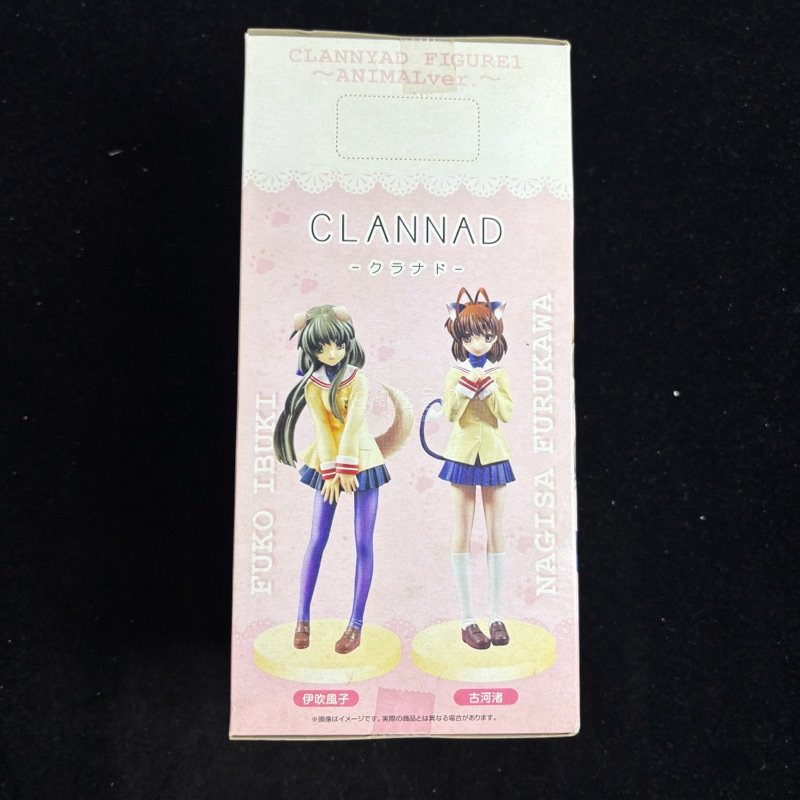 CLANNYAD FIGURE1
～ANIMALver.～
CLANNAD
-クラナド-
FUKO IBUKI
NAGISA FURUKAWA
伊吹風子
古河渚
※画像はイメージです。実際の商品とは異なる場合があります。